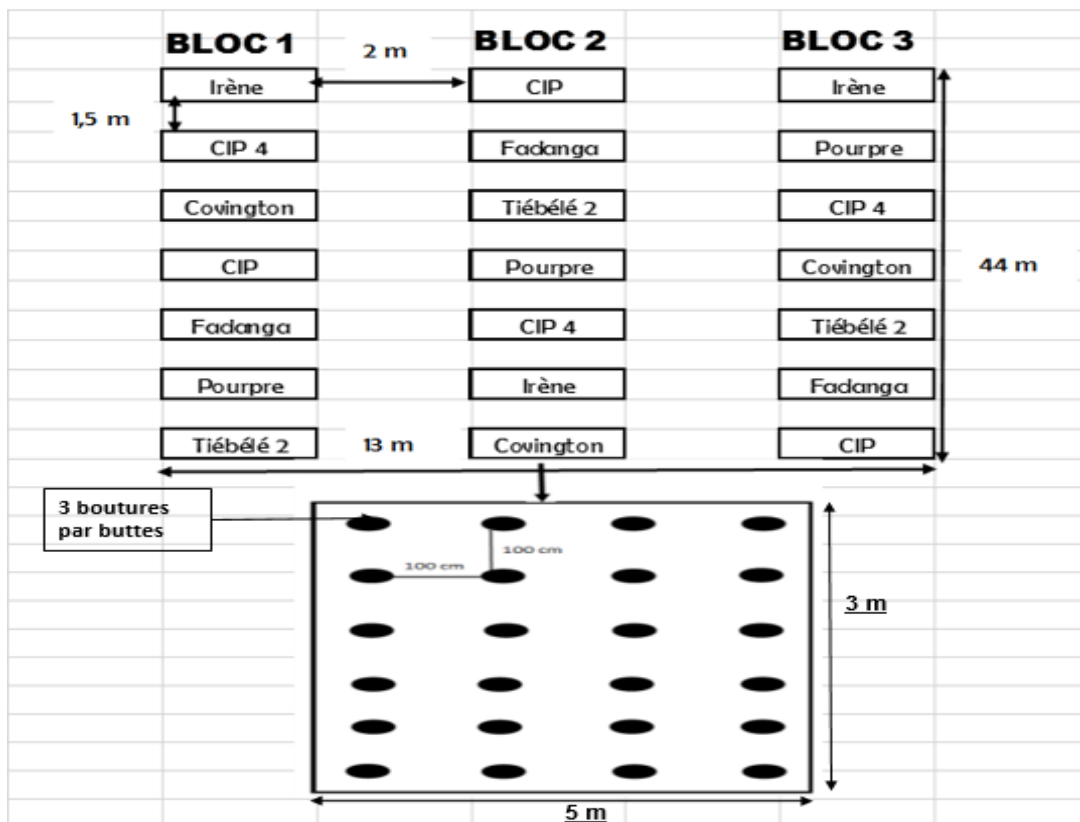 BLOC 1
BLOC 2
BLOC 3
2 m
Irène
CIP
Irène
1,5 m
CIP 4
Fadanga
Pourpre
Covington
Tiébélé 2
CIP 4
CIP
Pourpre
Covington
44 m
Fadanga
CIP 4
Tiébélé 2
Pourpre
Irène
Fadanga
Tiébélé 2
13 m
Covington
CIP
3 boutures
par buttes
100 cm
100 cm
3 m
5 m